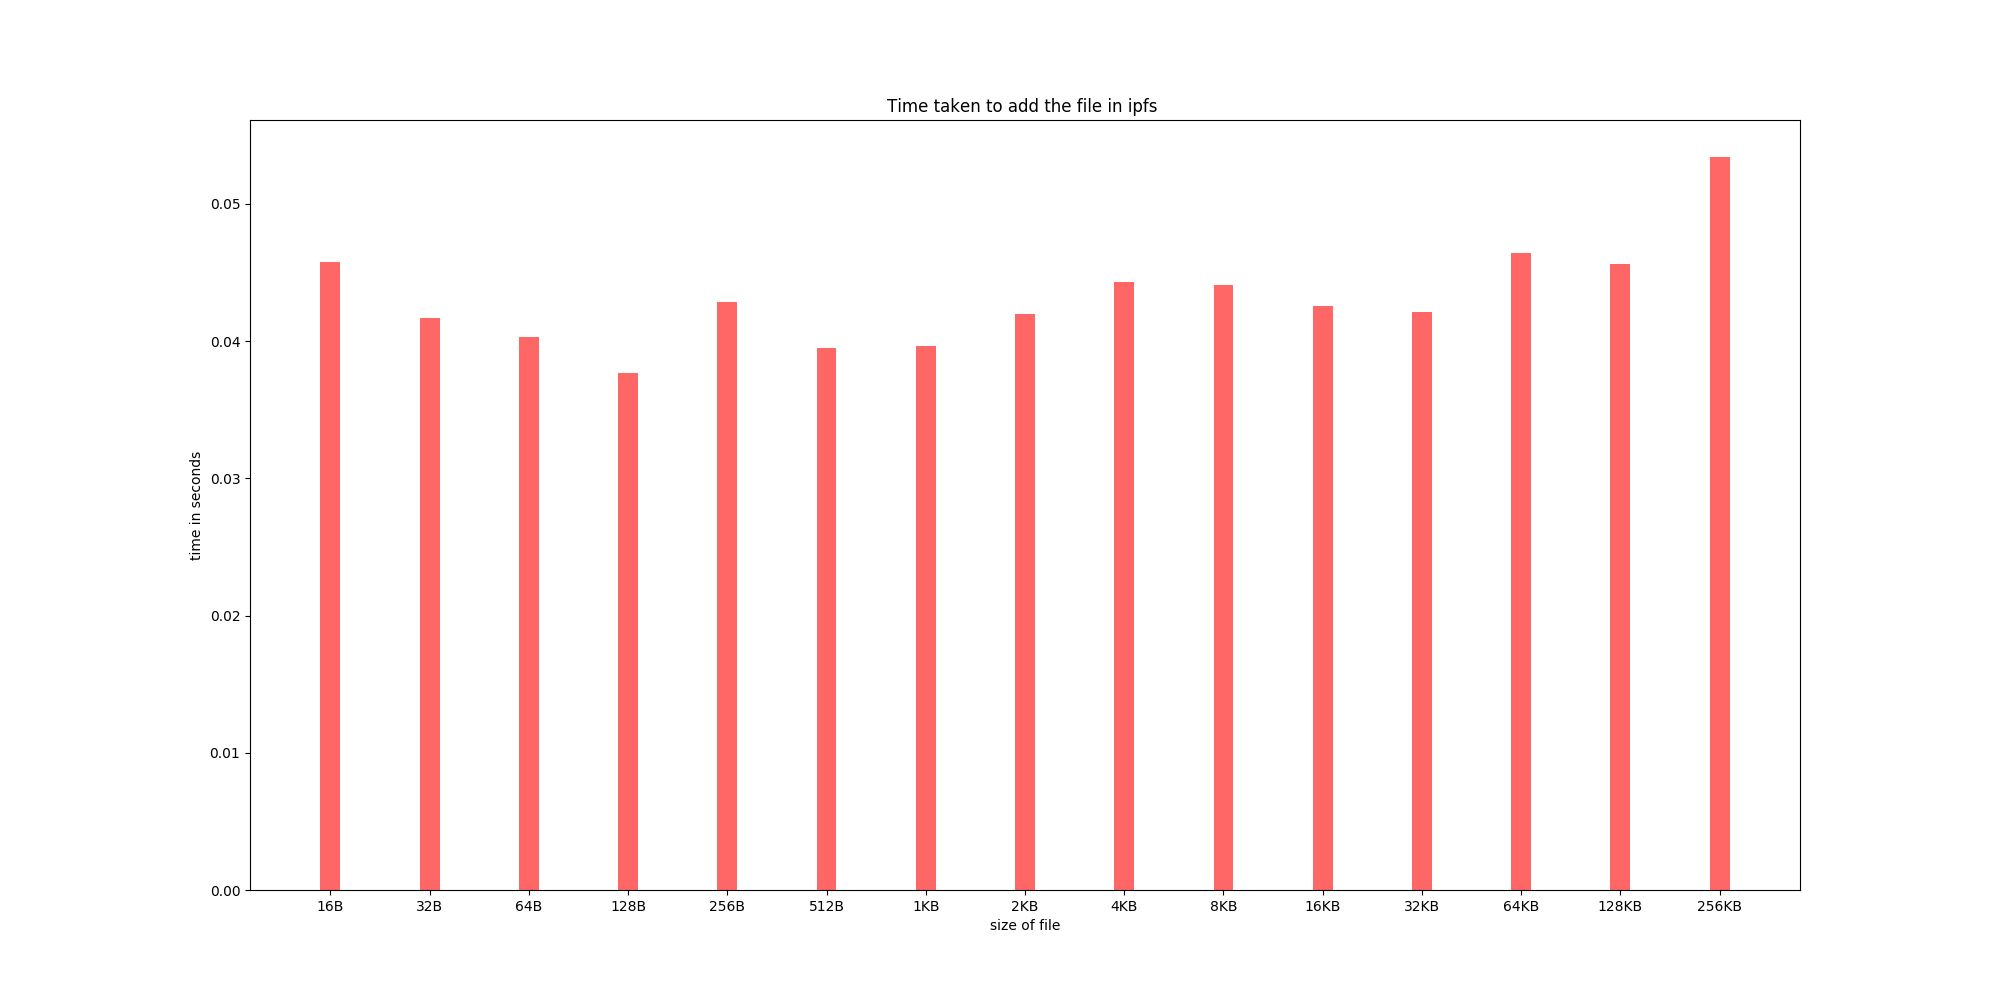 Time taken to add the file in ipfs
0.05
0.04
0.03
0.02
0.01
0.00
time in seconds
16B 32B 64B 128B 256B 512B 1KB 2KB 4KB 8KB 16KB 32KB 64KB 128KB 256KB
size of file